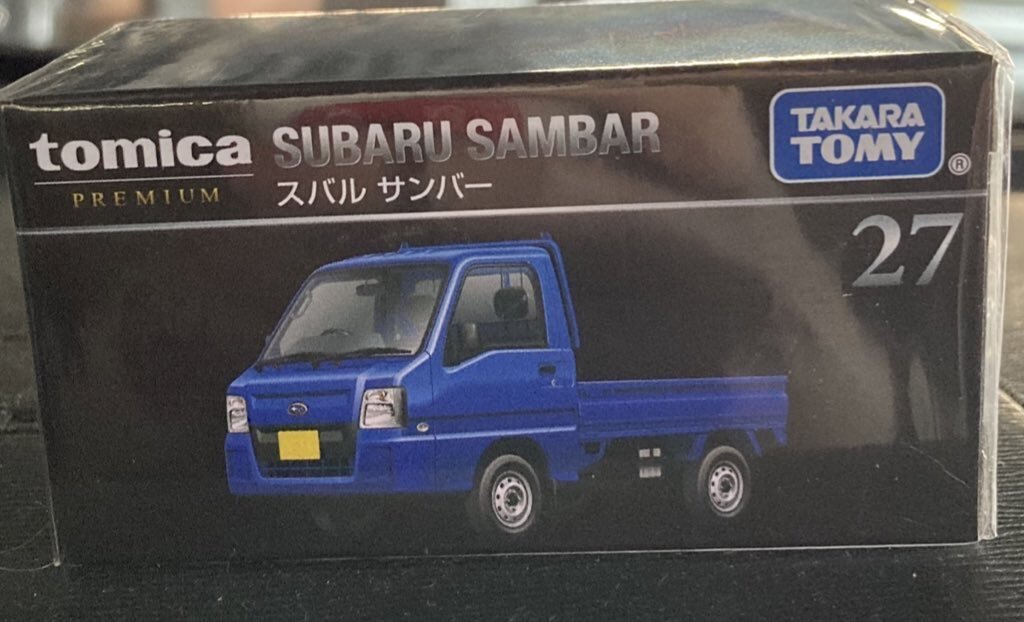 tomica
PREMIUM
SUBARU SAMBAR
スバル サンバー
TAKARA
TOMY
®
27